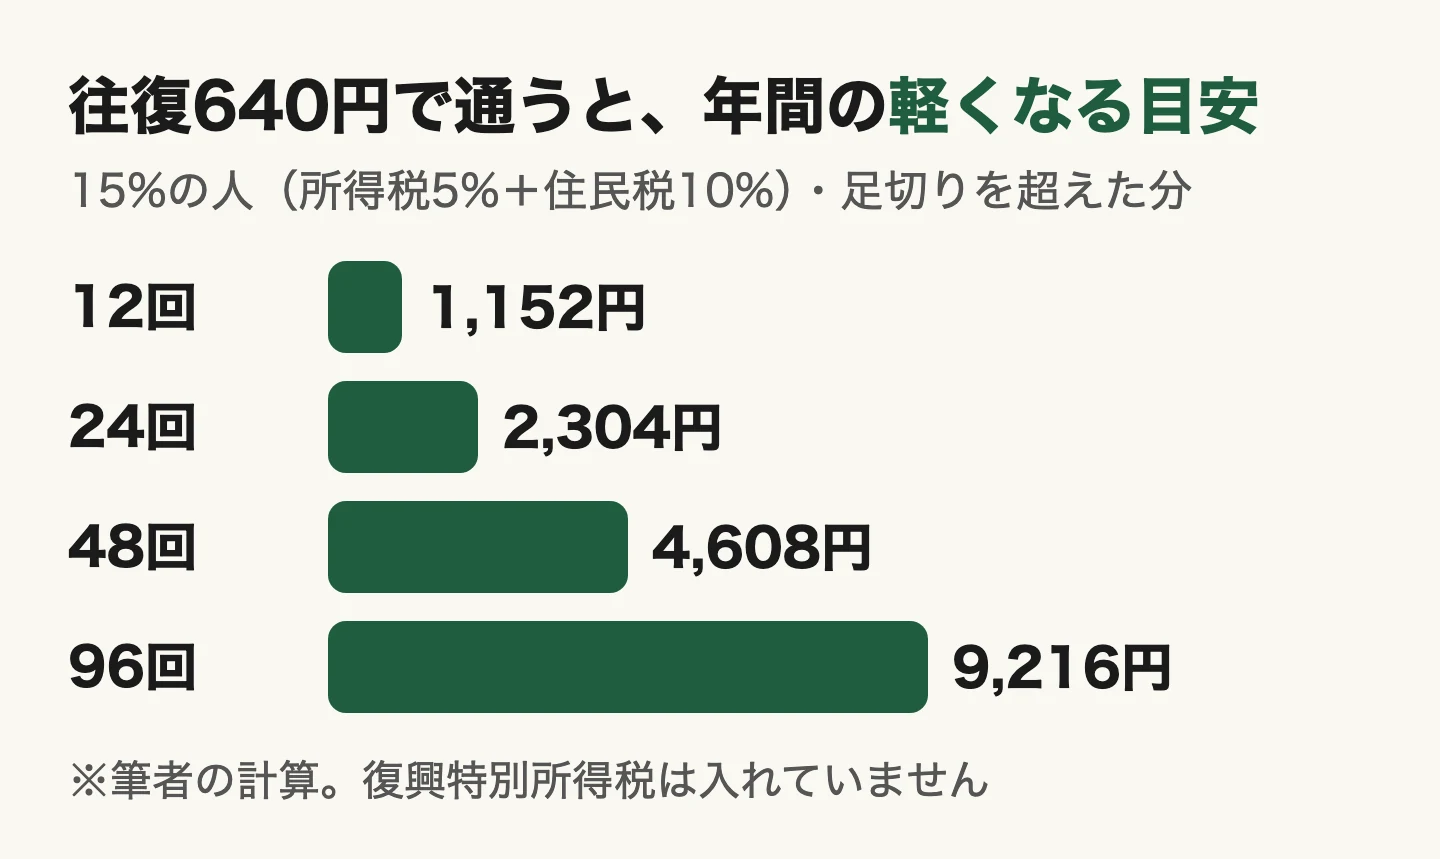 往復640円で通うと、年間の軽くなる目安
15%の人（所得税5%＋住民税10%）・足切りを超えた分
12回 1,152円
24回 2,304円
48回 4,608円
96回 9,216円
※筆者の計算。復興特別所得税は入れていません